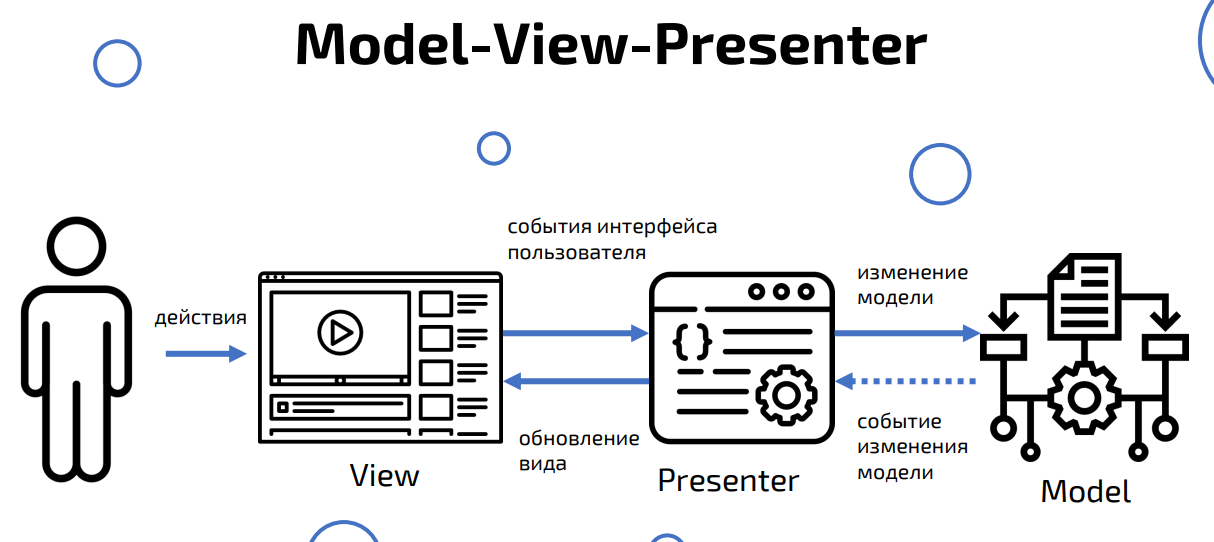 Model-View-Presenter
события интерфейса
пользователя
изменение
модели
действия
{}
обновление
вида
событие
изменения
модели
View
Presenter
Model